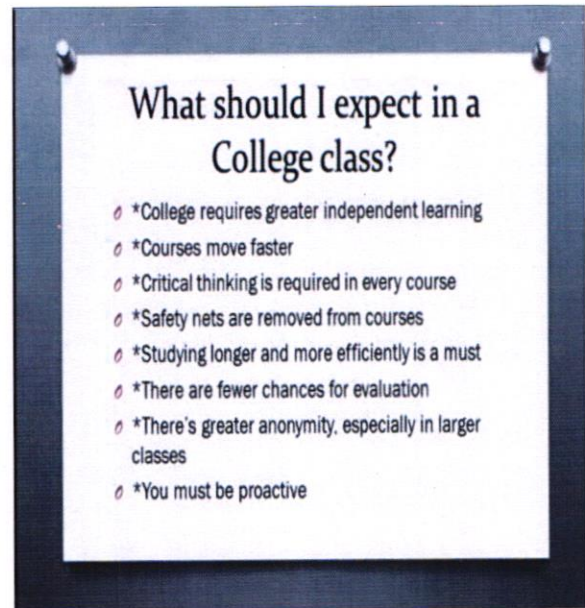 What should I expect in a
College class?
*College requires greater independent learning
*Courses move faster
*Critical thinking is required in every course
*Safety nets are removed from courses
*Studying longer and more efficiently is a must
*There are fewer chances for evaluation
*There's greater anonymity, especially in larger
classes
*You must be proactive